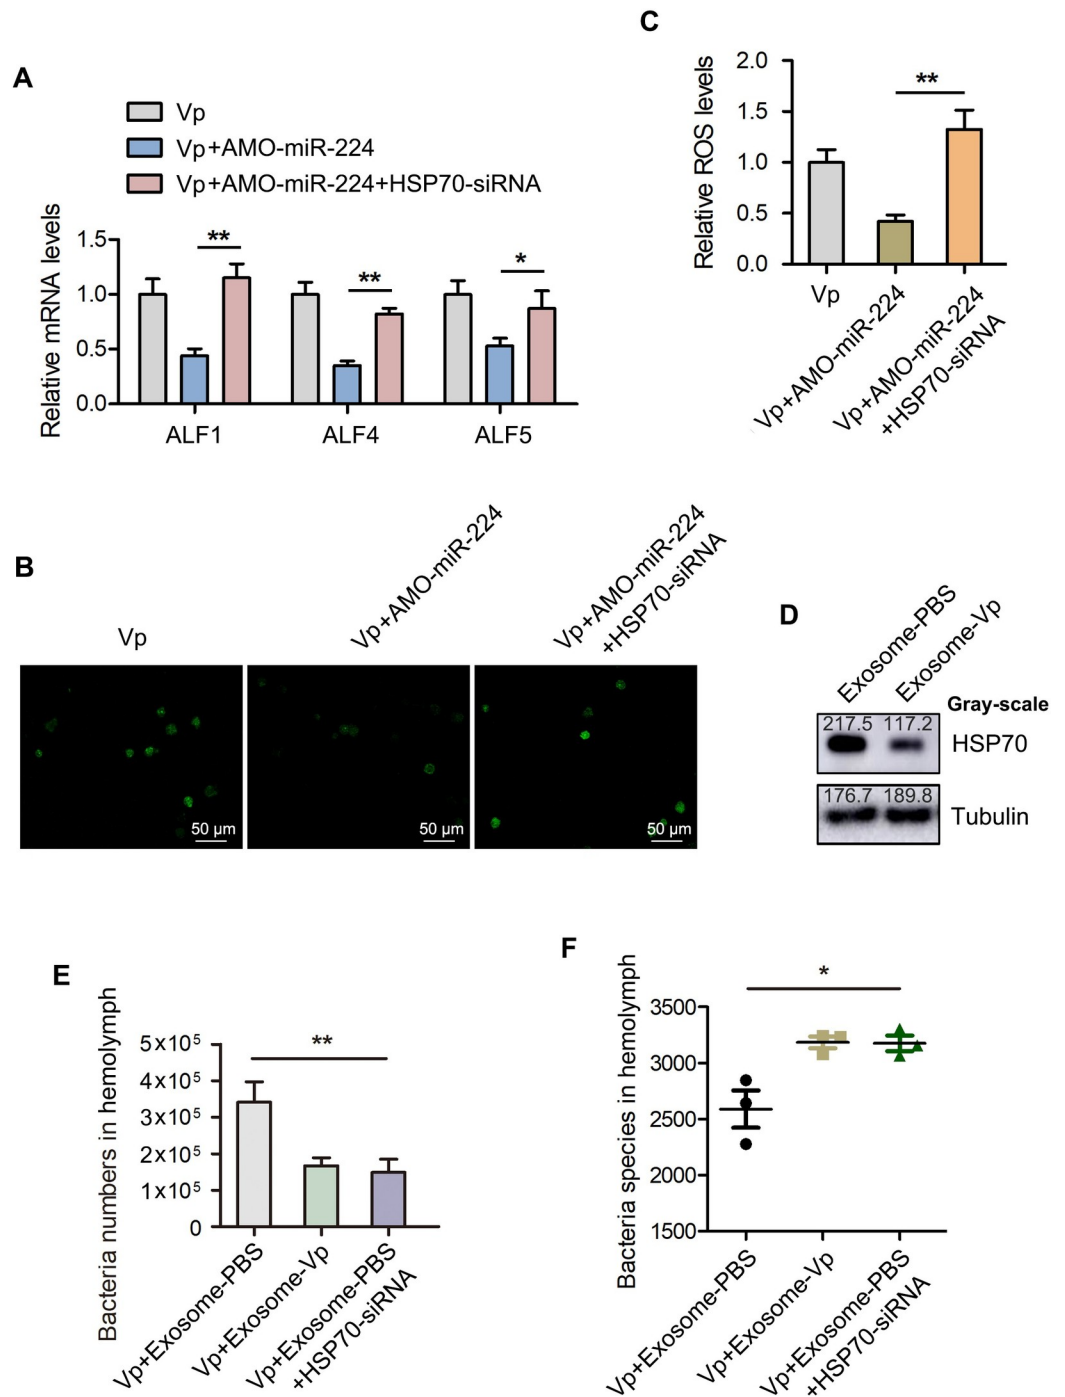 A
Vp
Vp+AMO-miR-224
Vp+AMO-miR-224+HSP70-siRNA
Relative mRNA levels
1.5
1.0
0.5
0.0
**
**
*
ALF1
ALF4
ALF5
C
Relative ROS levels
2.0
1.5
1.0
0.5
0.0
**
Vp
Vp+AMO-miR-224
Vp+AMO-miR-224
+HSP70-siRNA
B
Vp
Vp+AMO-miR-224
Vp+AMO-miR-224
+HSP70-siRNA
50 μm
50 μm
50 μm
D
Exosome-PBS
Exosome-Vp
Gray-scale
217.5 117.2
HSP70
176.7 189.8
Tubulin
E
Bacteria numbers in hemolymph
5x10⁵
4x10⁵
3x10⁵
2x10⁵
1x10⁵
0
**
Vp+Exosome-PBS
Vp+Exosome-Vp
Vp+Exosome-PBS
+HSP70-siRNA
F
Bacteria species in hemolymph
3500
3000
2500
2000
1500
*
Vp+Exosome-PBS
Vp+Exosome-Vp
Vp+Exosome-PBS
+HSP70-siRNA